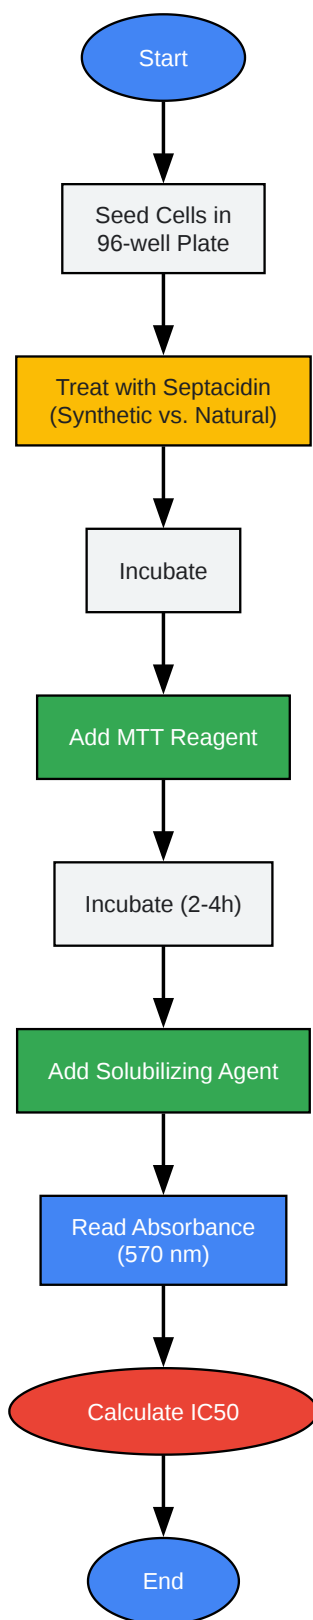 Start
Seed Cells in
96-well Plate
Treat with Septacidin
(Synthetic vs. Natural)
Incubate
Add MTT Reagent
Incubate (2-4h)
Add Solubilizing Agent
Read Absorbance
(570 nm)
Calculate IC50
End